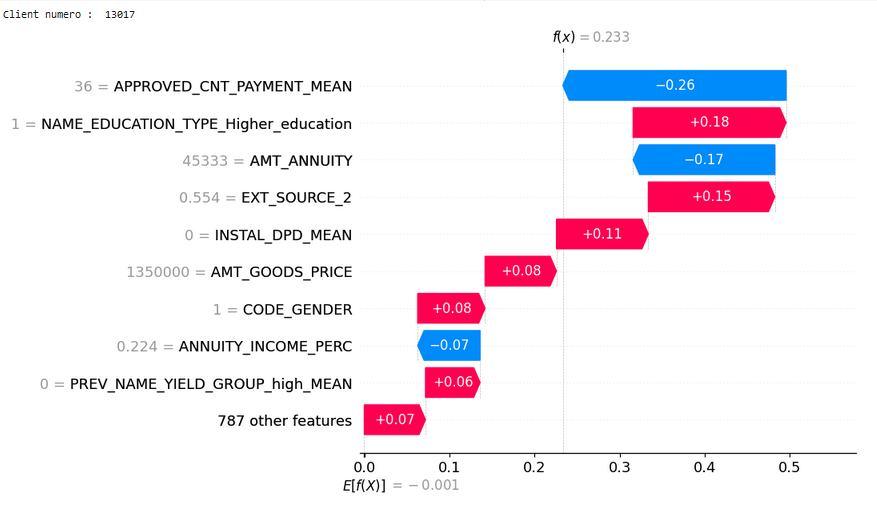 Client numero :  13017
f(x) = 0.233
36 = APPROVED_CNT_PAYMENT_MEAN −0.26
1 = NAME_EDUCATION_TYPE_Higher_education +0.18
45333 = AMT_ANNUITY −0.17
0.554 = EXT_SOURCE_2 +0.15
0 = INSTAL_DPD_MEAN +0.11
1350000 = AMT_GOODS_PRICE +0.08
1 = CODE_GENDER +0.08
0.224 = ANNUITY_INCOME_PERC −0.07
0 = PREV_NAME_YIELD_GROUP_high_MEAN +0.06
787 other features +0.07
0.0 0.1 0.2 0.3 0.4 0.5
E[f(X)] = −0.001